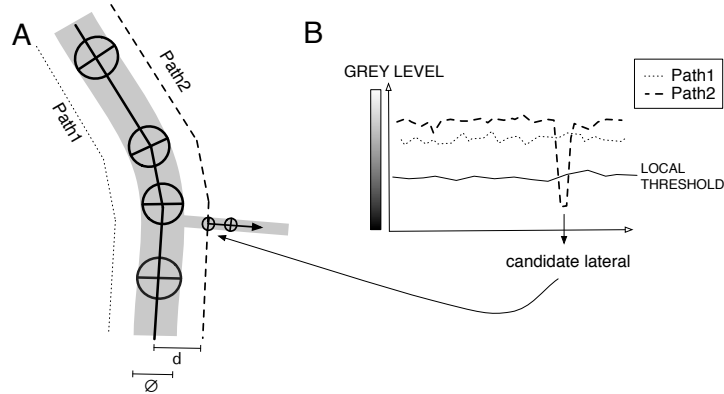 A
Path1
Path2
d
∅
B
GREY LEVEL
Path1
Path2
LOCAL
THRESHOLD
candidate lateral